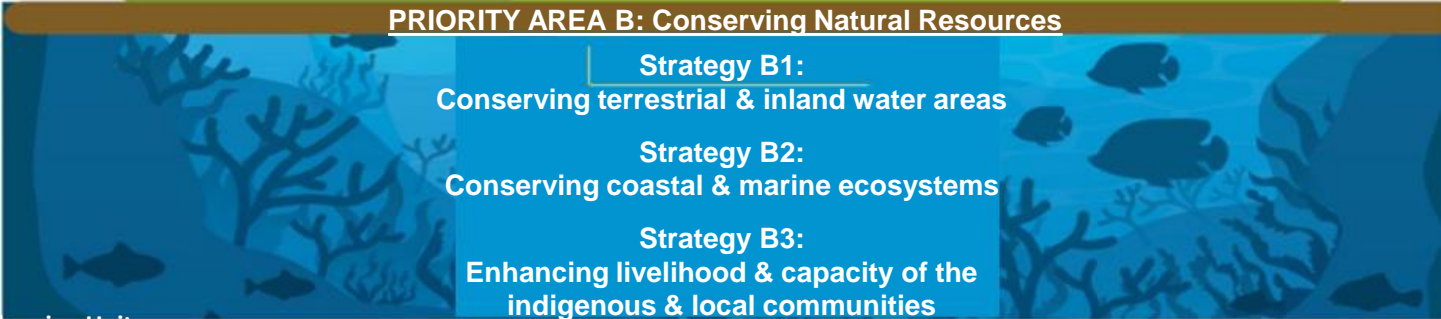 PRIORITY AREA B: Conserving Natural Resources
Strategy B1:
Conserving terrestrial & inland water areas
Strategy B2:
Conserving coastal & marine ecosystems
Strategy B3:
Enhancing livelihood & capacity of the
indigenous & local communities